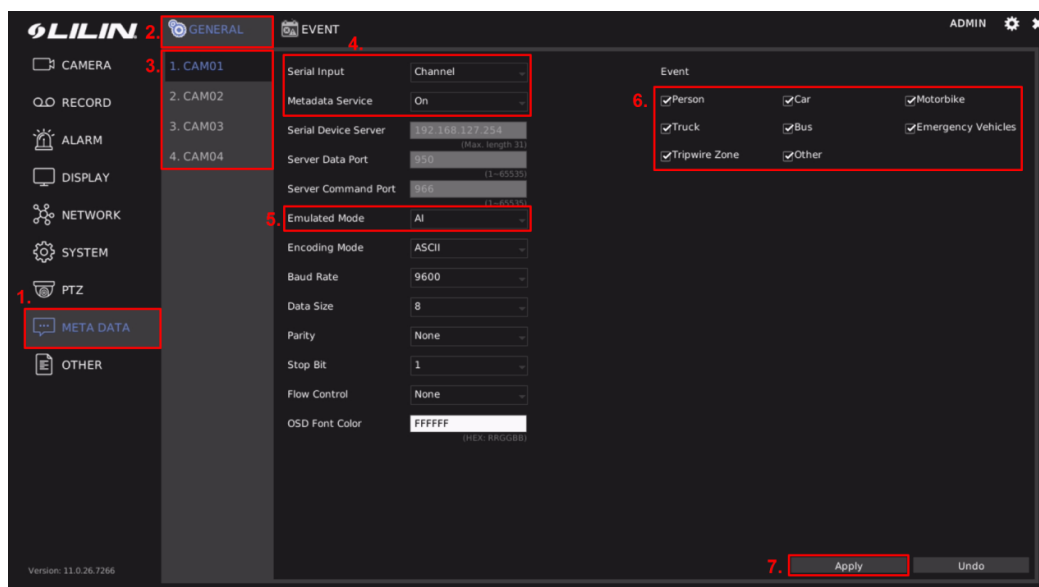 LILIN
2. GENERAL
EVENT
ADMIN
CAMERA
RECORD
ALARM
DISPLAY
NETWORK
SYSTEM
PTZ
1.
META DATA
OTHER
Version: 11.0.26.7266
3. 1. CAM01
2. CAM02
3. CAM03
4. CAM04
4.
Serial Input Channel
Metadata Service On
Serial Device Server 192.168.127.254
(Max. length 31)
Server Data Port 950
(1~65535)
Server Command Port 966
(1~65535)
5. Emulated Mode AI
Encoding Mode ASCII
Baud Rate 9600
Data Size 8
Parity None
Stop Bit 1
Flow Control None
OSD Font Color FFFFFF
(HEX: RRGGBB)
Event
6. Person Car Motorbike
Truck Bus Emergency Vehicles
Tripwire Zone Other
7. Apply Undo